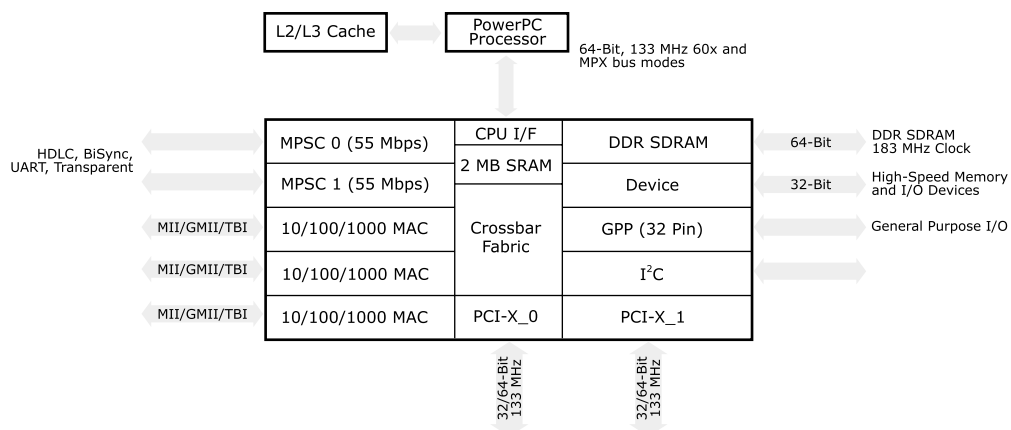 L2/L3 Cache
PowerPC
Processor
64-Bit, 133 MHz 60x and
MPX bus modes
HDLC, BiSync,
UART, Transparent
MPSC 0 (55 Mbps)
CPU I/F
DDR SDRAM
64-Bit
DDR SDRAM
183 MHz Clock
2 MB SRAM
MPSC 1 (55 Mbps)
Device
32-Bit
High-Speed Memory
and I/O Devices
MII/GMII/TBI
10/100/1000 MAC
Crossbar
Fabric
GPP (32 Pin)
General Purpose I/O
MII/GMII/TBI
10/100/1000 MAC
I²C
MII/GMII/TBI
10/100/1000 MAC
PCI-X_0
PCI-X_1
32/64-Bit
133 MHz
32/64-Bit
133 MHz